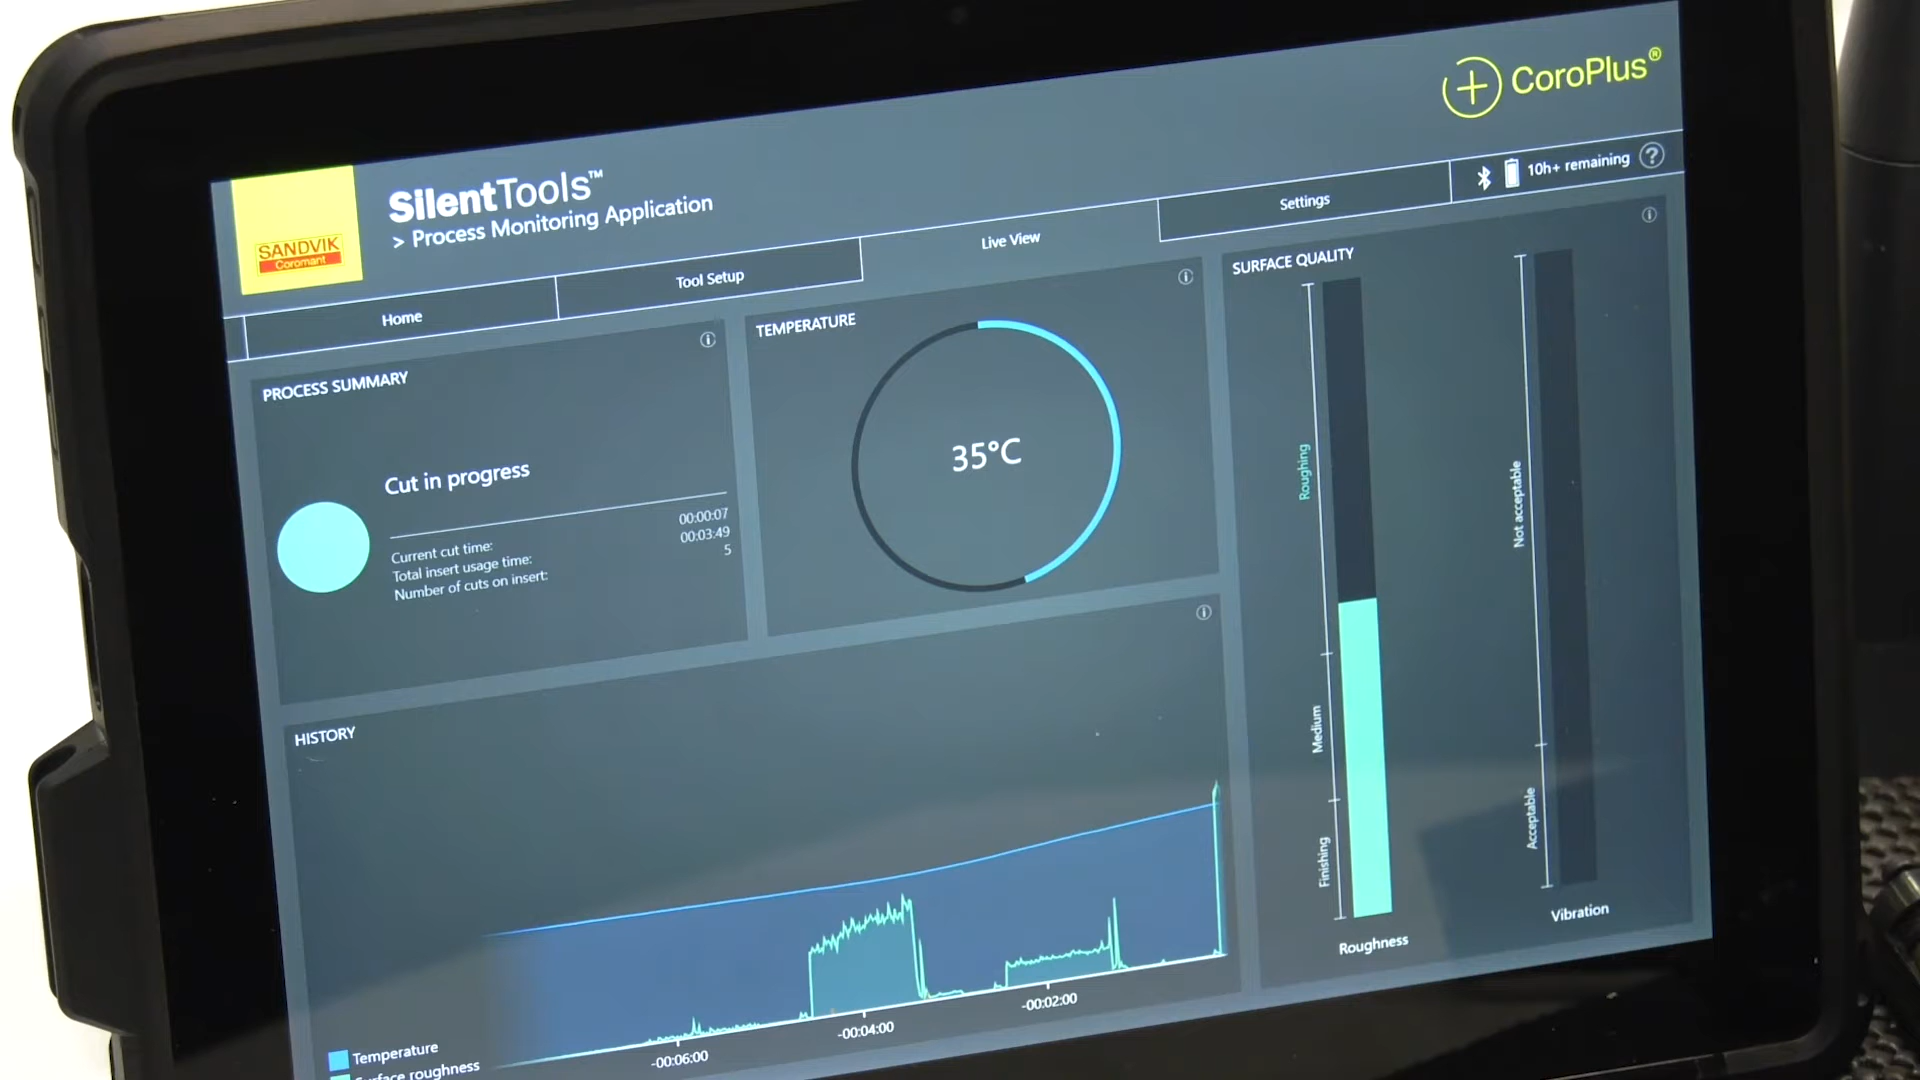 CoroPlus®
SANDVIK
Coromant
SilentTools™
> Process Monitoring Application
10h+ remaining
Home
Tool Setup
Live View
Settings
PROCESS SUMMARY
Cut in progress
Current cut time: 00:00:07
Total insert usage time: 00:03:49
Number of cuts on insert: 5
TEMPERATURE
35°C
SURFACE QUALITY
Roughing
Medium
Finishing
Roughness
Not acceptable
Acceptable
Vibration
HISTORY
-00:06:00
-00:04:00
-00:02:00
Temperature
Surface roughness